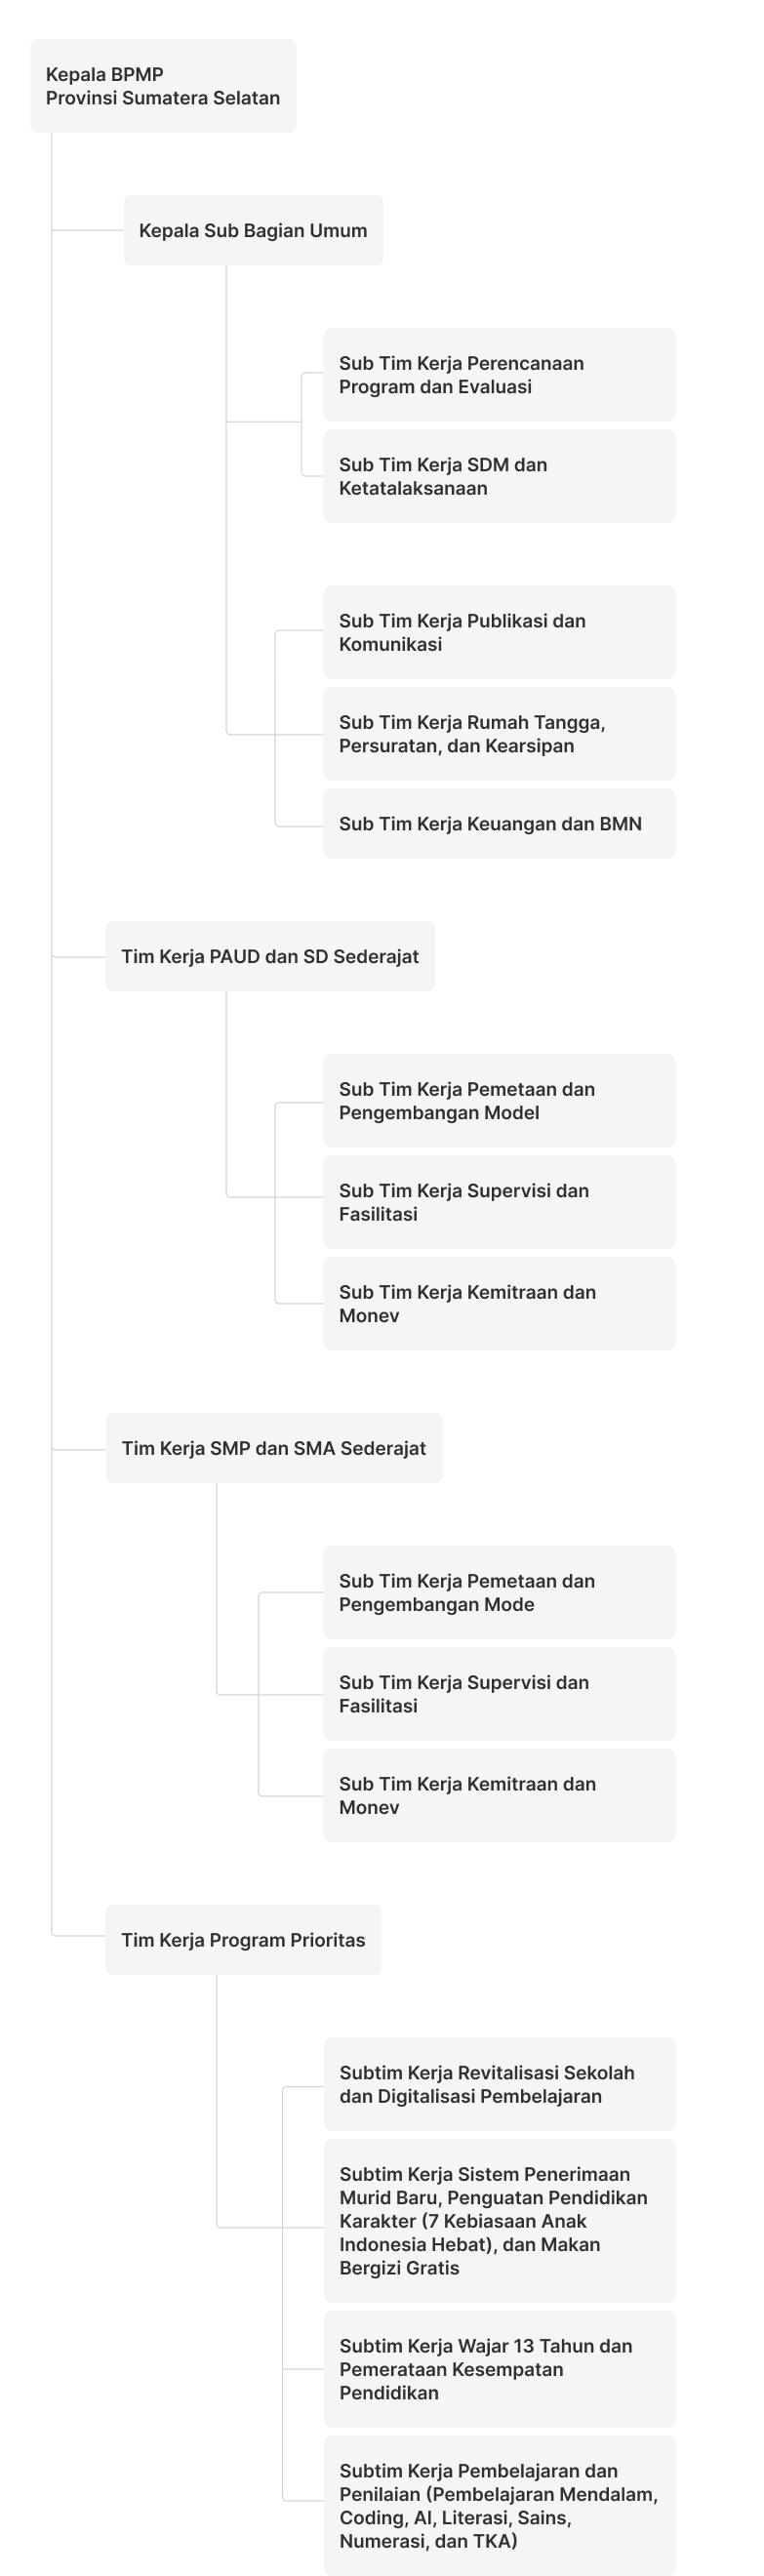 Kepala BPMP
Provinsi Sumatera Selatan
Kepala Sub Bagian Umum
Sub Tim Kerja Perencanaan
Program dan Evaluasi
Sub Tim Kerja SDM dan
Ketatalaksanaan
Sub Tim Kerja Publikasi dan
Komunikasi
Sub Tim Kerja Rumah Tangga,
Persuratan, dan Kearsipan
Sub Tim Kerja Keuangan dan BMN
Tim Kerja PAUD dan SD Sederajat
Sub Tim Kerja Pemetaan dan
Pengembangan Model
Sub Tim Kerja Supervisi dan
Fasilitasi
Sub Tim Kerja Kemitraan dan
Monev
Tim Kerja SMP dan SMA Sederajat
Sub Tim Kerja Pemetaan dan
Pengembangan Mode
Sub Tim Kerja Supervisi dan
Fasilitasi
Sub Tim Kerja Kemitraan dan
Monev
Tim Kerja Program Prioritas
Subtim Kerja Revitalisasi Sekolah
dan Digitalisasi Pembelajaran
Subtim Kerja Sistem Penerimaan
Murid Baru, Penguatan Pendidikan
Karakter (7 Kebiasaan Anak
Indonesia Hebat), dan Makan
Bergizi Gratis
Subtim Kerja Wajar 13 Tahun dan
Pemerataan Kesempatan
Pendidikan
Subtim Kerja Pembelajaran dan
Penilaian (Pembelajaran Mendalam,
Coding, AI, Literasi, Sains,
Numerasi, dan TKA)